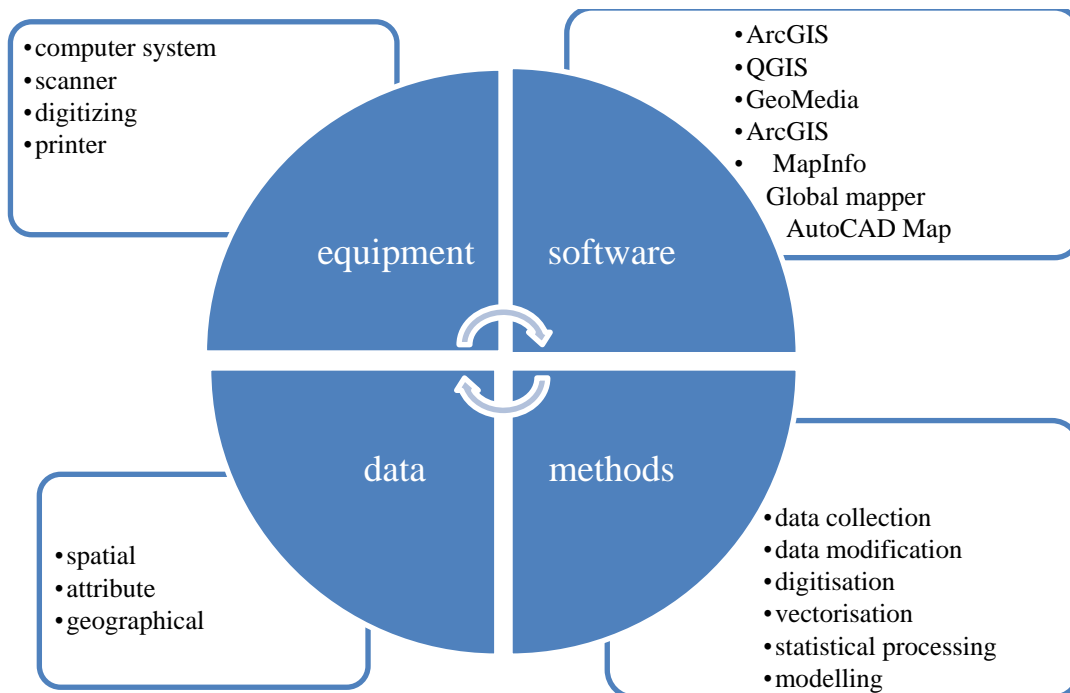 •computer system
•scanner
•digitizing
•printer
•ArcGIS
•QGIS
•GeoMedia
•ArcGIS
• MapInfo
Global mapper
AutoCAD Map
equipment
software
data
methods
•spatial
•attribute
•geographical
•data collection
•data modification
•digitisation
•vectorisation
•statistical processing
•modelling